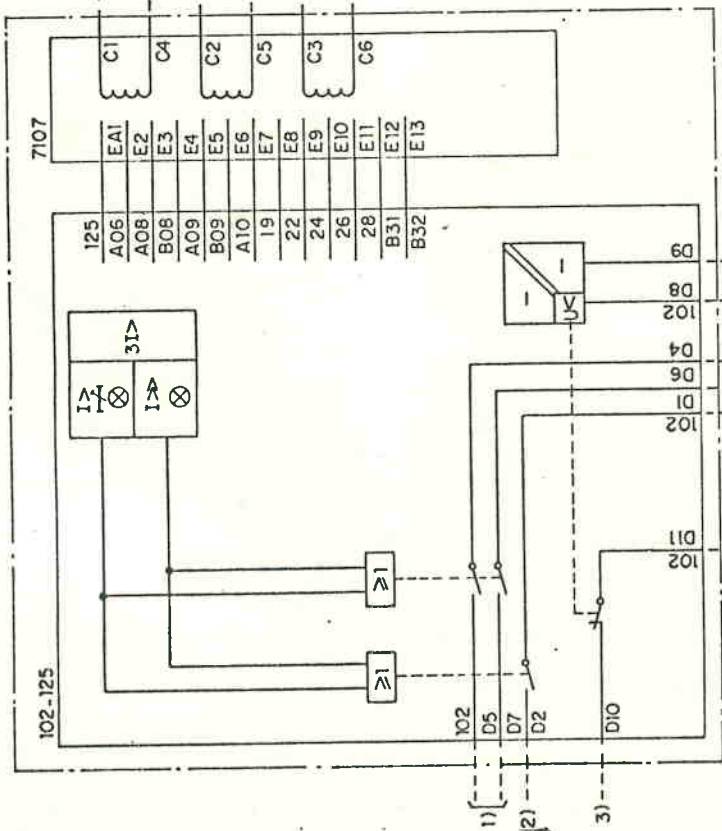 7107
C1
C4
C2
C5
C3
C6
EA1
E2
E3
E4
E5
E6
E7
E8
E9
E10
E11
E12
E13
125
A06
A08
B08
A09
B09
A10
19
22
24
26
28
B31
B32
102-125
I>
I>>
3I>
≥1
≥1
U<
102
D5
D7
D2
D10
1)
2)
3)
D9
D8
102
D4
D6
D1
102
D11
102